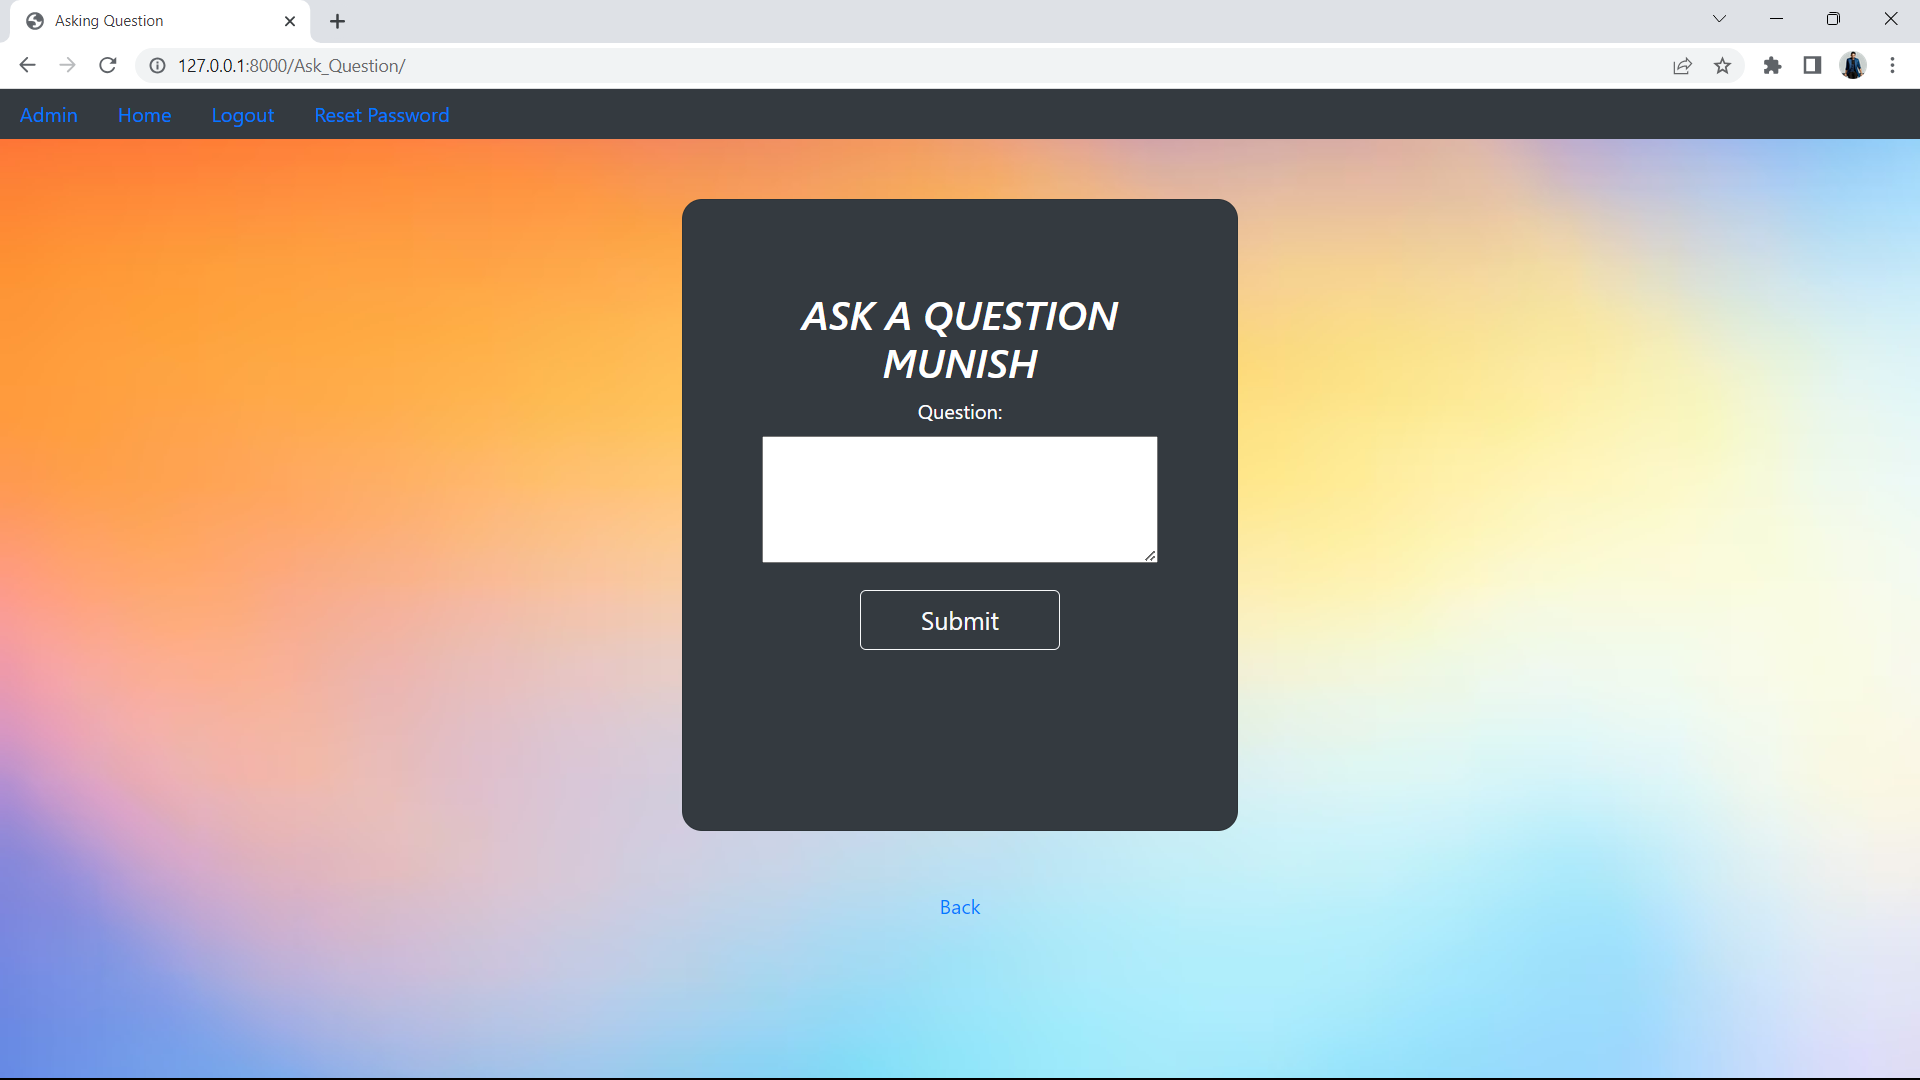 Asking Question
127.0.0.1:8000/Ask_Question/
Admin Home Logout Reset Password
ASK A QUESTION
MUNISH
Question:
Submit
Back